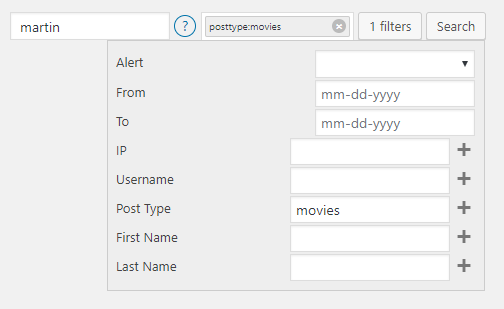 martin ? posttype:movies 1 filters Search
Alert
From mm-dd-yyyy
To mm-dd-yyyy
IP
Username
Post Type movies
First Name
Last Name